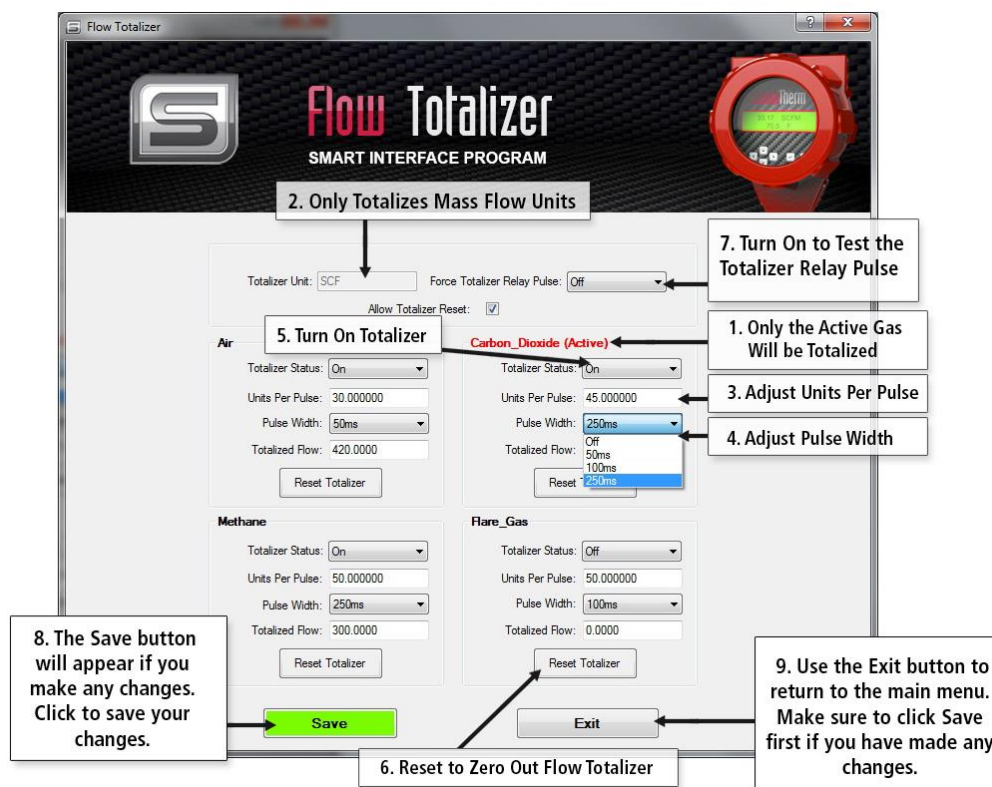 Flow Totalizer
? X
S
Flow Totalizer
SMART INTERFACE PROGRAM
Therm
SCFM
F
2. Only Totalizes Mass Flow Units
7. Turn On to Test the
Totalizer Relay Pulse
Totalizer Unit: SCF
Force Totalizer Relay Pulse: Off
Allow Totalizer Reset:
5. Turn On Totalizer
1. Only the Active Gas
Will be Totalized
Air
Totalizer Status: On
Units Per Pulse: 30.000000
Pulse Width: 50ms
Totalized Flow: 420.0000
Reset Totalizer
Carbon_Dioxide (Active)
Totalizer Status: On
Units Per Pulse: 45.000000
Pulse Width: 250ms
Off
50ms
100ms
250ms
Totalized Flow:
Reset
3. Adjust Units Per Pulse
4. Adjust Pulse Width
Methane
Totalizer Status: On
Units Per Pulse: 50.000000
Pulse Width: 250ms
Totalized Flow: 300.0000
Reset Totalizer
Flare_Gas
Totalizer Status: Off
Units Per Pulse: 50.000000
Pulse Width: 100ms
Totalized Flow: 0.0000
Reset Totalizer
8. The Save button
will appear if you
make any changes.
Click to save your
changes.
Save
Exit
9. Use the Exit button to
return to the main menu.
Make sure to click Save
first if you have made any
changes.
6. Reset to Zero Out Flow Totalizer